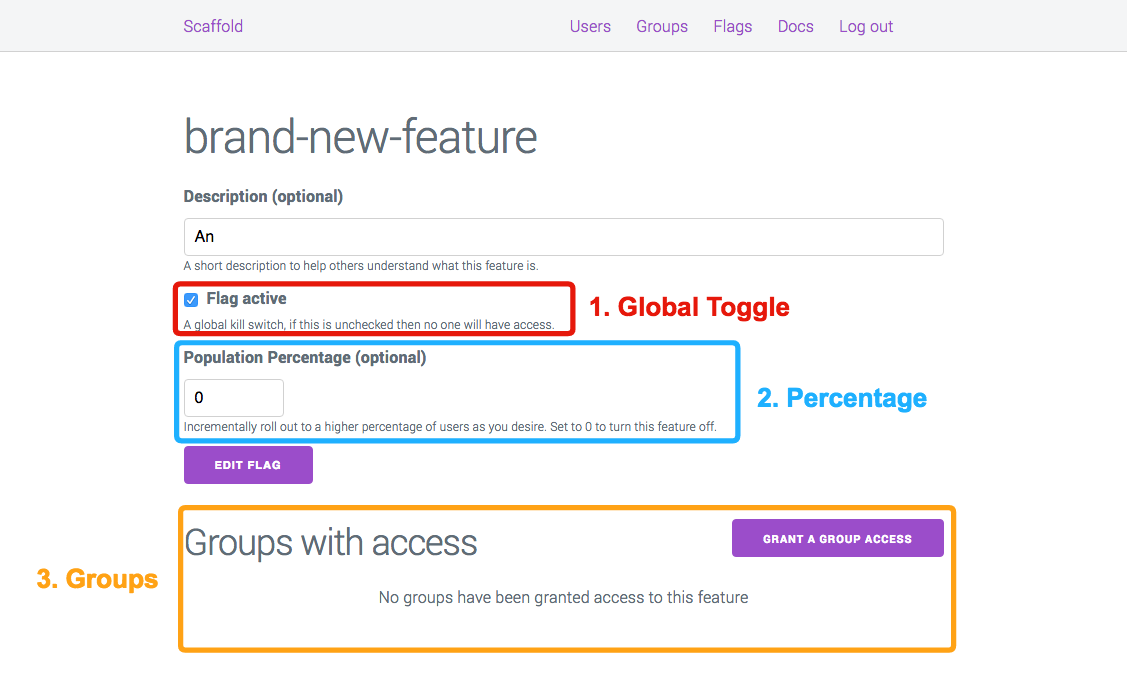 Scaffold Users Groups Flags Docs Log out
brand-new-feature
Description (optional)
An
A short description to help others understand what this feature is.
Flag active
A global kill switch, if this is unchecked then no one will have access.
1. Global Toggle
Population Percentage (optional)
0
Incrementally roll out to a higher percentage of users as you desire. Set to 0 to turn this feature off.
2. Percentage
EDIT FLAG
Groups with access
GRANT A GROUP ACCESS
3. Groups
No groups have been granted access to this feature